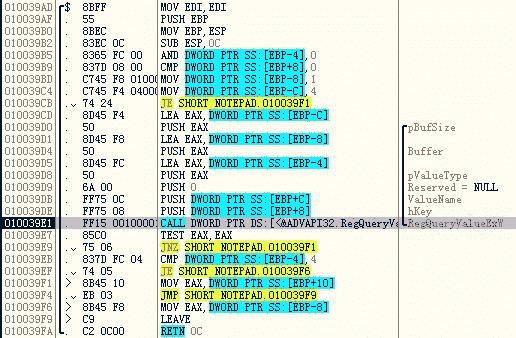 010039AD $ 8BFF MOV EDI,EDI
010039AF . 55 PUSH EBP
010039B0 . 8BEC MOV EBP,ESP
010039B2 . 83EC 0C SUB ESP,0C
010039B5 . 8365 FC 00 AND DWORD PTR SS:[EBP-4],0
010039B9 . 837D 08 00 CMP DWORD PTR SS:[EBP+8],0
010039BD . C745 F8 01000 MOV DWORD PTR SS:[EBP-8],1
010039C4 . C745 F4 04000 MOV DWORD PTR SS:[EBP-C],4
010039CB . 74 24 JE SHORT NOTEPAD.010039F1
010039CD . 8D45 F4 LEA EAX,DWORD PTR SS:[EBP-C]
010039D0 . 50 PUSH EAX pBufSize
010039D1 . 8D45 F8 LEA EAX,DWORD PTR SS:[EBP-8]
010039D4 . 50 PUSH EAX Buffer
010039D5 . 8D45 FC LEA EAX,DWORD PTR SS:[EBP-4]
010039D8 . 50 PUSH EAX pValueType
010039D9 . 6A 00 PUSH 0 Reserved = NULL
010039DB . FF75 0C PUSH DWORD PTR SS:[EBP+C] ValueName
010039DE . FF75 08 PUSH DWORD PTR SS:[EBP+8] hKey
010039E1 . FF15 00100001 CALL DWORD PTR DS:[<&ADVAPI32.RegQueryVa RegQueryValueExW
010039E7 . 85C0 TEST EAX,EAX
010039E9 . 75 06 JNZ SHORT NOTEPAD.010039F1
010039EB . 837D FC 04 CMP DWORD PTR SS:[EBP-4],4
010039EF . 74 05 JE SHORT NOTEPAD.010039F6
010039F1 > 8B45 10 MOV EAX,DWORD PTR SS:[EBP+10]
010039F4 . EB 03 JMP SHORT NOTEPAD.010039F9
010039F6 > 8B45 F8 MOV EAX,DWORD PTR SS:[EBP-8]
010039F9 > C9 LEAVE
010039FA . C2 0C00 RETN 0C